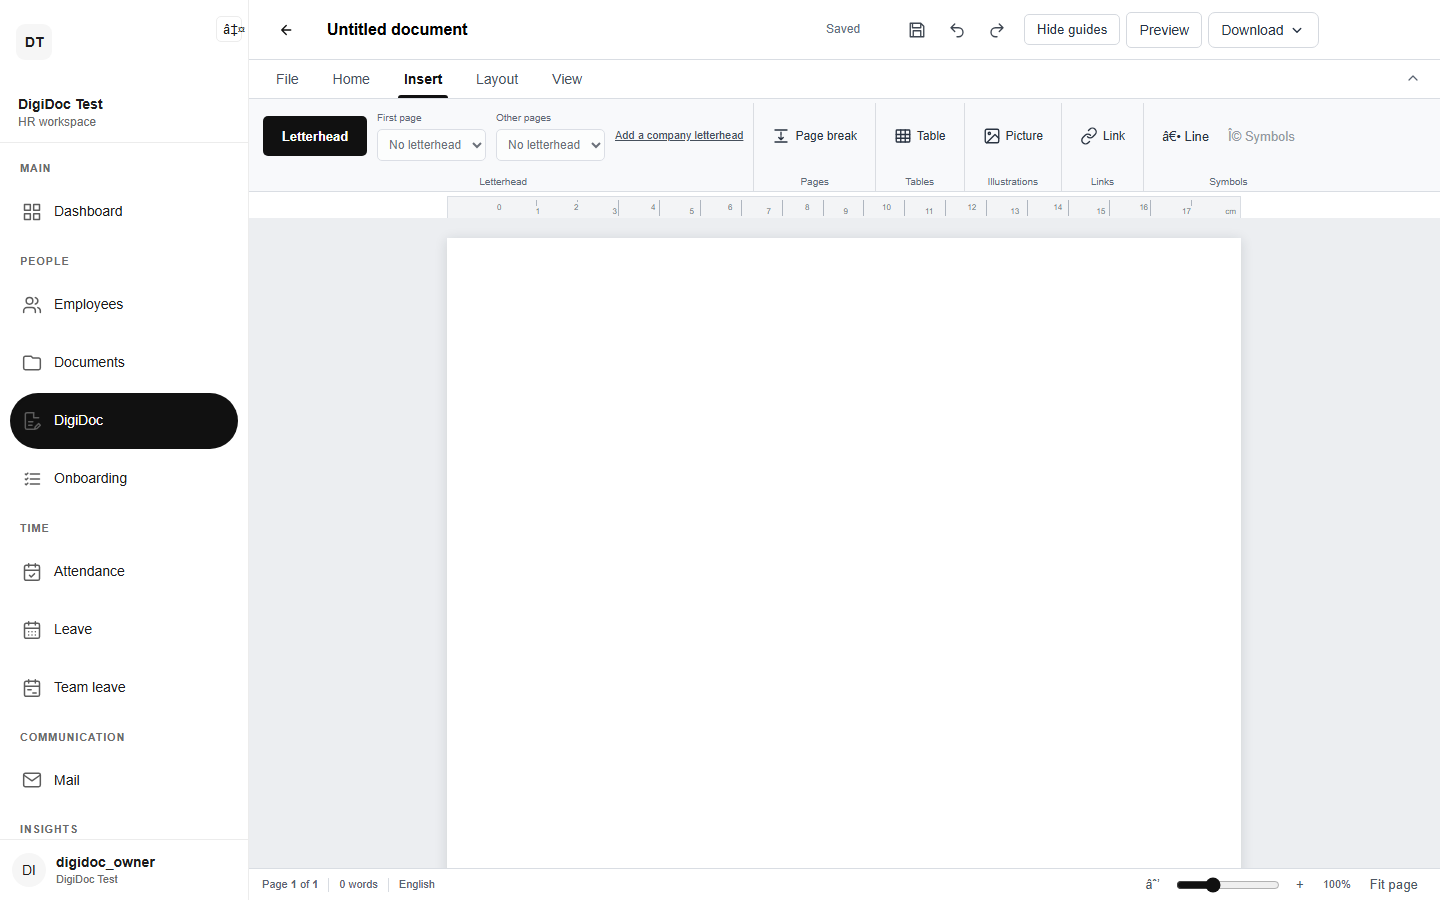 DT
â‡¤
DigiDoc Test
HR workspace
MAIN
Dashboard
PEOPLE
Employees
Documents
DigiDoc
Onboarding
TIME
Attendance
Leave
Team leave
COMMUNICATION
Mail
INSIGHTS
DI
digidoc_owner
DigiDoc Test
Untitled document
Saved
Hide guides
Preview
Download
File
Home
Insert
Layout
View
Letterhead
First page
No letterhead
Other pages
No letterhead
Add a company letterhead
Letterhead
Page break
Pages
Table
Tables
Picture
Illustrations
Link
Links
â€• Line
Î© Symbols
Symbols
0 1 2 3 4 5 6 7 8 9 10 11 12 13 14 15 16 17 cm
Page 1 of 1
0 words
English
âˆ’
+
100%
Fit page